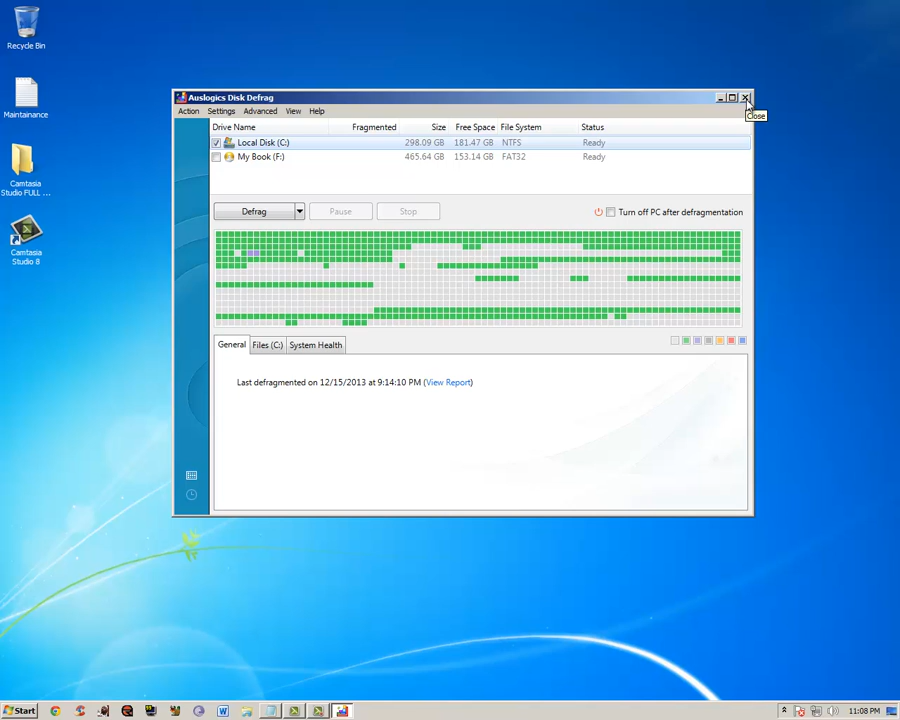 Recycle Bin
Maintainance
Camtasia
Studio FULL ...
Camtasia
Studio 8
Auslogics Disk Defrag
Close
Action Settings Advanced View Help
Drive Name Fragmented Size Free Space File System Status
Local Disk (C:) 298.09 GB 181.47 GB NTFS Ready
My Book (F:) 465.64 GB 153.14 GB FAT32 Ready
Defrag Pause Stop Turn off PC after defragmentation
General Files (C:) System Health
Last defragmented on 12/15/2013 at 9:14:10 PM (View Report)
Start 11:08 PM